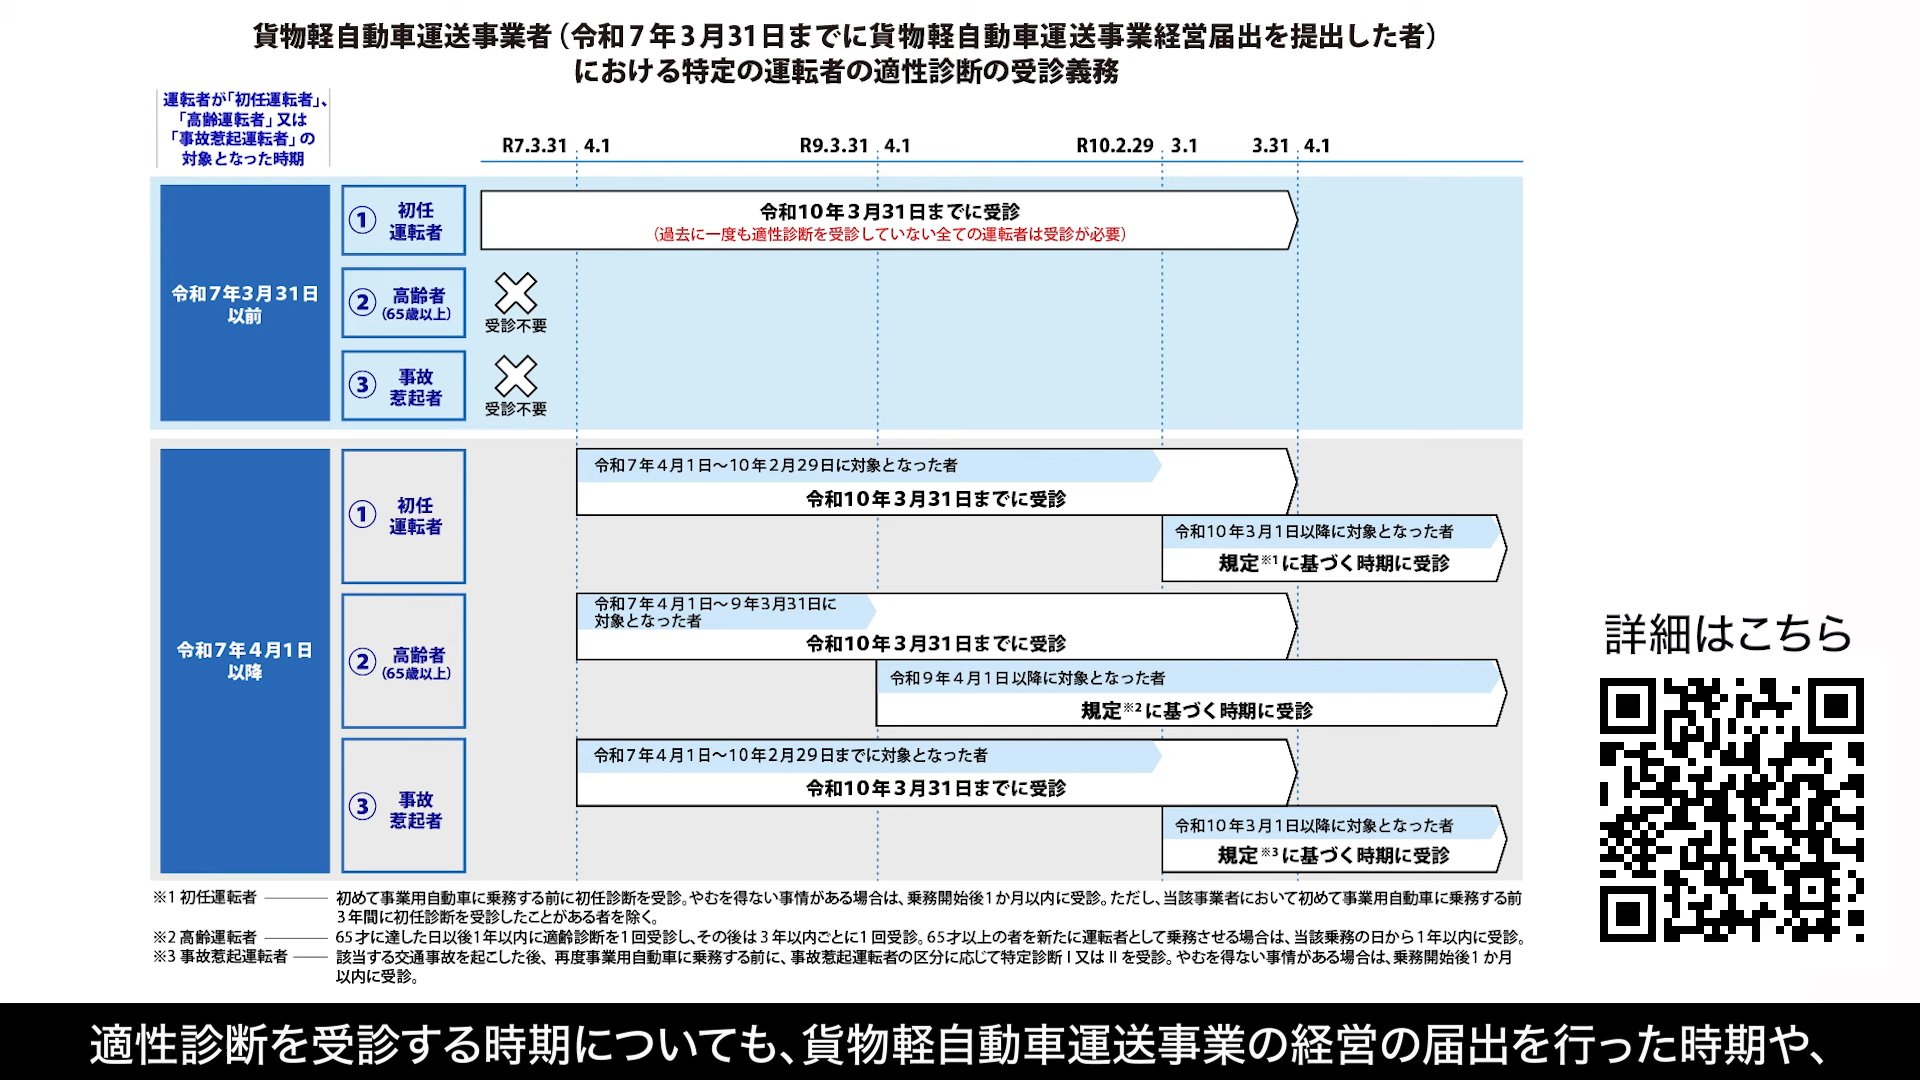 貨物軽自動車運送事業者（令和７年３月31日までに貨物軽自動車運送事業経営届出を提出した者）
における特定の運転者の適性診断の受診義務
運転者が「初任運転者」、
「高齢運転者」又は
「事故惹起運転者」の
対象となった時期
R7.3.31 4.1 R9.3.31 4.1 R10.2.29 3.1 3.31 4.1
令和7年3月31日
以前
① 初任
運転者
令和10年３月31日までに受診
（過去に一度も適性診断を受診していない全ての運転者は受診が必要）
② 高齢者
（65歳以上）
受診不要
③ 事故
惹起者
受診不要
令和7年4月1日
以降
① 初任
運転者
令和７年４月１日～10年２月29日に対象となった者
令和10年３月31日までに受診
令和10年３月１日以降に対象となった者
規定※1に基づく時期に受診
② 高齢者
（65歳以上）
令和７年４月１日～９年3月31日に
対象となった者
令和10年３月31日までに受診
令和９年４月１日以降に対象となった者
規定※2に基づく時期に受診
③ 事故
惹起者
令和７年４月１日～10年２月29日までに対象となった者
令和10年３月31日までに受診
令和10年３月１日以降に対象となった者
規定※3に基づく時期に受診
※1 初任運転者 初めて事業用自動車に乗務する前に初任診断を受診。やむを得ない事情がある場合は、乗務開始後１か月以内に受診。ただし、当該事業者において初めて事業用自動車に乗務する前
３年間に初任診断を受診したことがある者を除く。
※2 高齢運転者 65才に達した日以後1年以内に適齢診断を1回受診し、その後は３年以内ごとに1回受診。65才以上の者を新たに運転者として乗務させる場合は、当該乗務の日から1年以内に受診。
※3 事故惹起運転者 該当する交通事故を起こした後、再度事業用自動車に乗務する前に、事故惹起運転者の区分に応じて特定診断Ⅰ又はⅡを受診。やむを得ない事情がある場合は、乗務開始後１か月
以内に受診。
詳細はこちら
適性診断を受診する時期についても、貨物軽自動車運送事業の経営の届出を行った時期や、